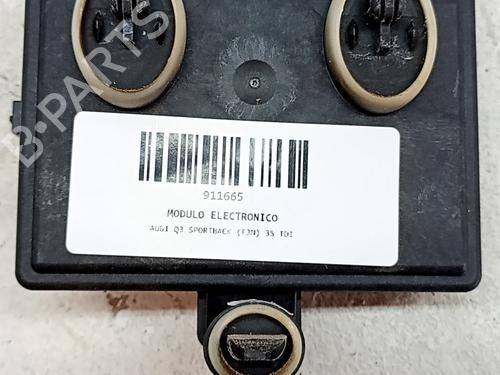 B-PARTS
911665
MODULO ELECTRONICO
AUDI Q3 SPORTBACK (F3N) 35 TDI